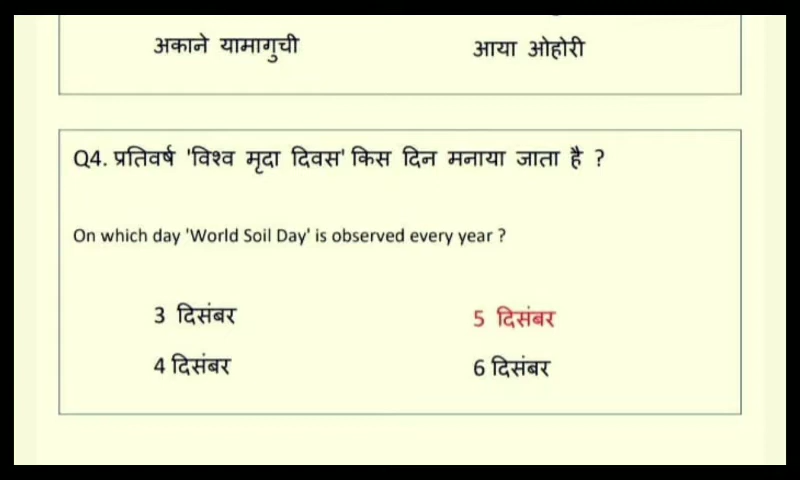 अकाने यामागुची आया ओहोरी
Q4. प्रतिवर्ष 'विश्व मृदा दिवस' किस दिन मनाया जाता है ?
On which day 'World Soil Day' is observed every year ?
3 दिसंबर 5 दिसंबर
4 दिसंबर 6 दिसंबर